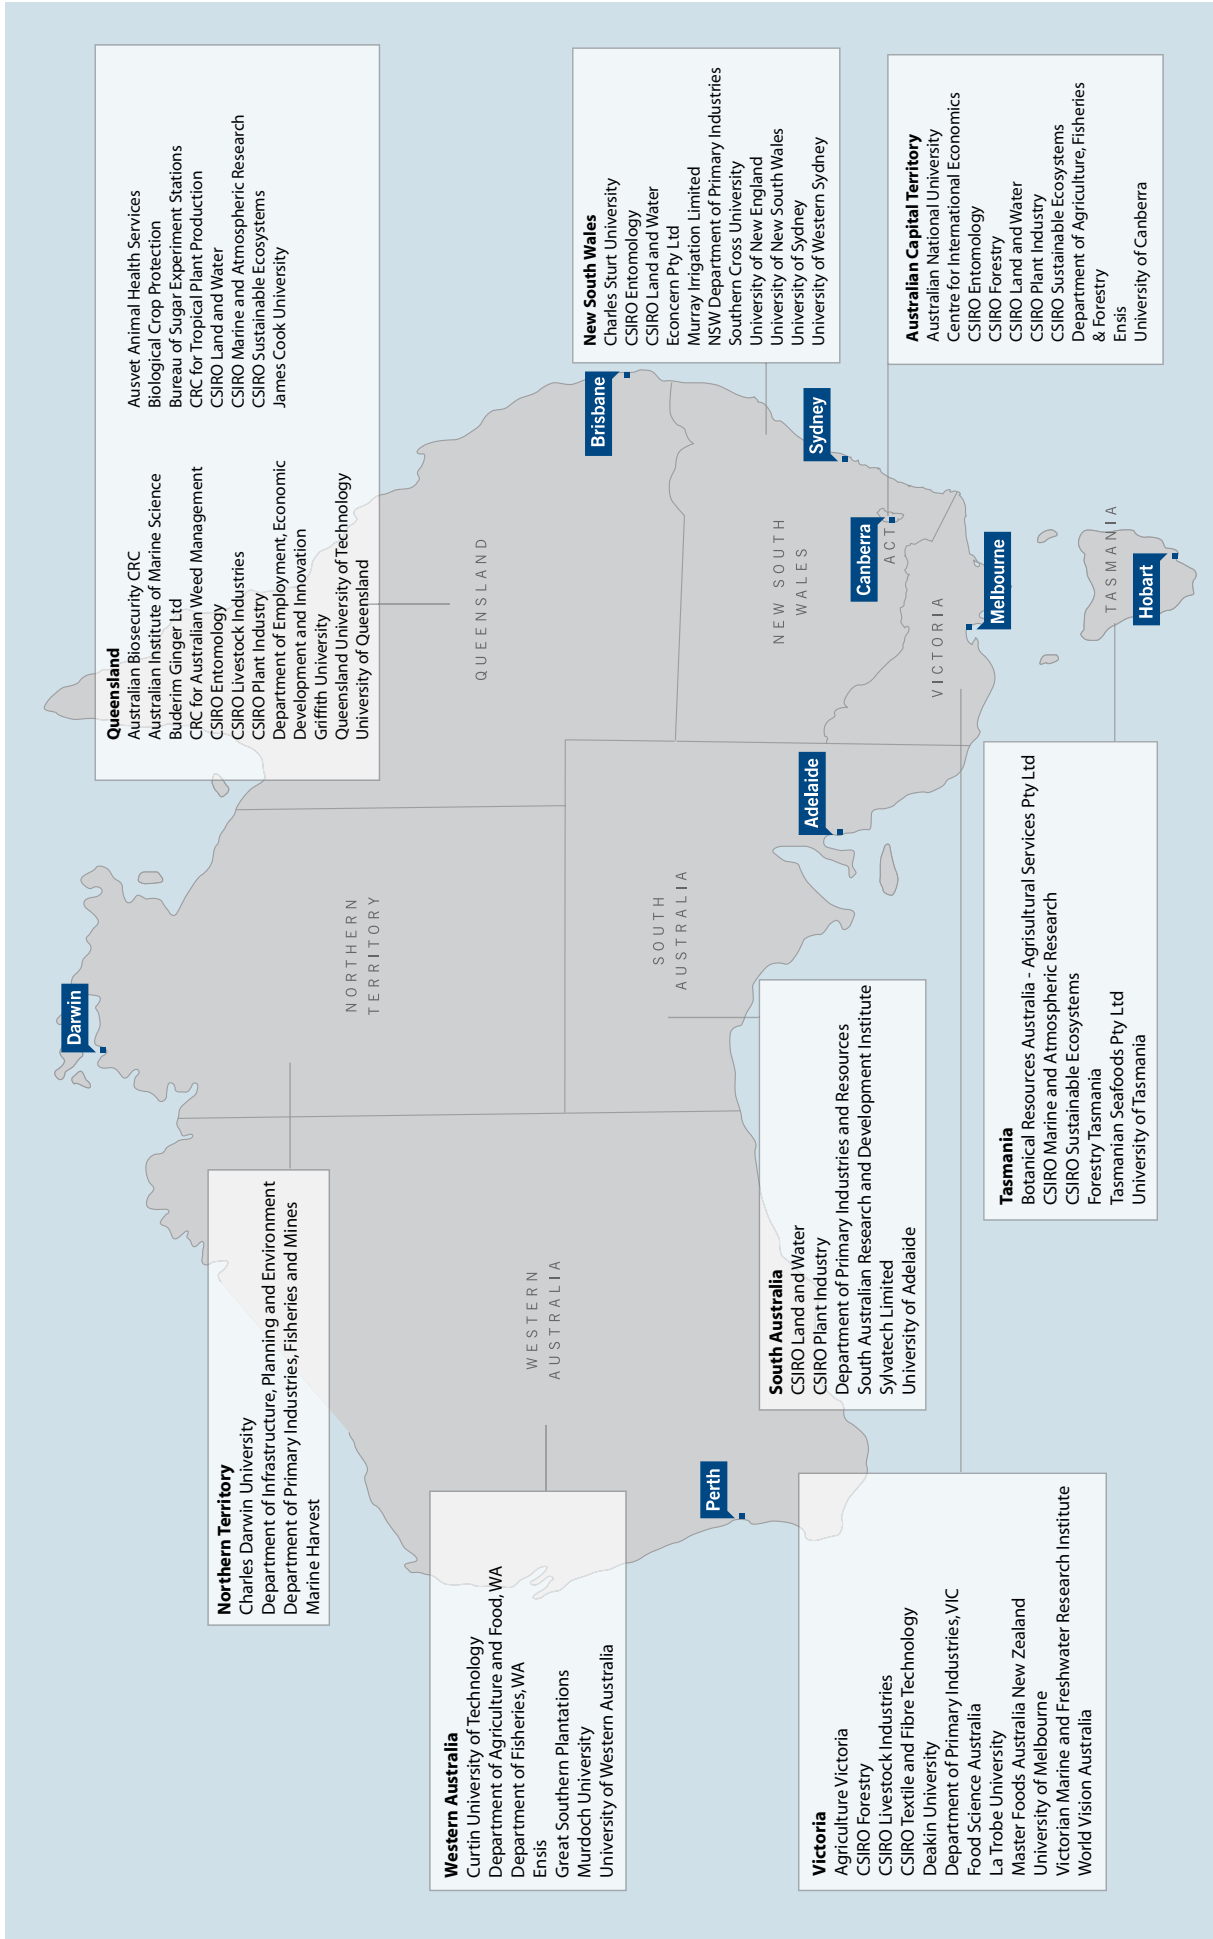 Queensland
Australian Biosecurity CRC
Australian Institute of Marine Science
Buderim Ginger Ltd
CRC for Australian Weed Management
CSIRO Entomology
CSIRO Livestock Industries
CSIRO Plant Industry
Department of Employment, Economic
Development and Innovation
Griffith University
Queensland University of Technology
University of Queensland
Ausvet Animal Health Services
Biological Crop Protection
Bureau of Sugar Experiment Stations
CRC for Tropical Plant Production
CSIRO Land and Water
CSIRO Marine and Atmospheric Research
CSIRO Sustainable Ecosystems
James Cook University
Darwin
Northern Territory
Charles Darwin University
Department of Infrastructure, Planning and Environment
Department of Primary Industries, Fisheries and Mines
Marine Harvest
NORTHERN
TERRITORY
QUEENSLAND
Western Australia
Curtin University of Technology
Department of Agriculture and Food, WA
Department of Fisheries, WA
Ensis
Great Southern Plantations
Murdoch University
University of Western Australia
WESTERN
AUSTRALIA
SOUTH
AUSTRALIA
Brisbane
New South Wales
Charles Sturt University
CSIRO Entomology
CSIRO Land and Water
Econcern Pty Ltd
Murray Irrigation Limited
NSW Department of Primary Industries
Southern Cross University
University of New England
University of New South Wales
University of Sydney
University of Western Sydney
Perth
NEW SOUTH
WALES
Adelaide
Sydney
South Australia
CSIRO Land and Water
CSIRO Plant Industry
Department of Primary Industries and Resources
South Australian Research and Development Institute
Sylvatech Limited
University of Adelaide
Canberra
ACT
Victoria
Agriculture Victoria
CSIRO Forestry
CSIRO Livestock Industries
CSIRO Textile and Fibre Technology
Deakin University
Department of Primary Industries, VIC
Food Science Australia
La Trobe University
Master Foods Australia New Zealand
University of Melbourne
Victorian Marine and Freshwater Research Institute
World Vision Australia
VICTORIA
Melbourne
Australian Capital Territory
Australian National University
Centre for International Economics
CSIRO Entomology
CSIRO Forestry
CSIRO Land and Water
CSIRO Plant Industry
CSIRO Sustainable Ecosystems
Department of Agriculture, Fisheries
& Forestry
Ensis
University of Canberra
Tasmania
Botanical Resources Australia - Agrisultural Services Pty Ltd
CSIRO Marine and Atmospheric Research
CSIRO Sustainable Ecosystems
Forestry Tasmania
Tasmanian Seafoods Pty Ltd
University of Tasmania
TASMANIA
Hobart